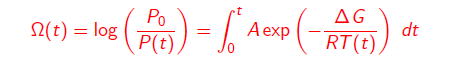 Ω(t) = log ( P₀ / P(t) ) = ∫₀ᵗ A exp ( − ΔG / RT(t) ) dt